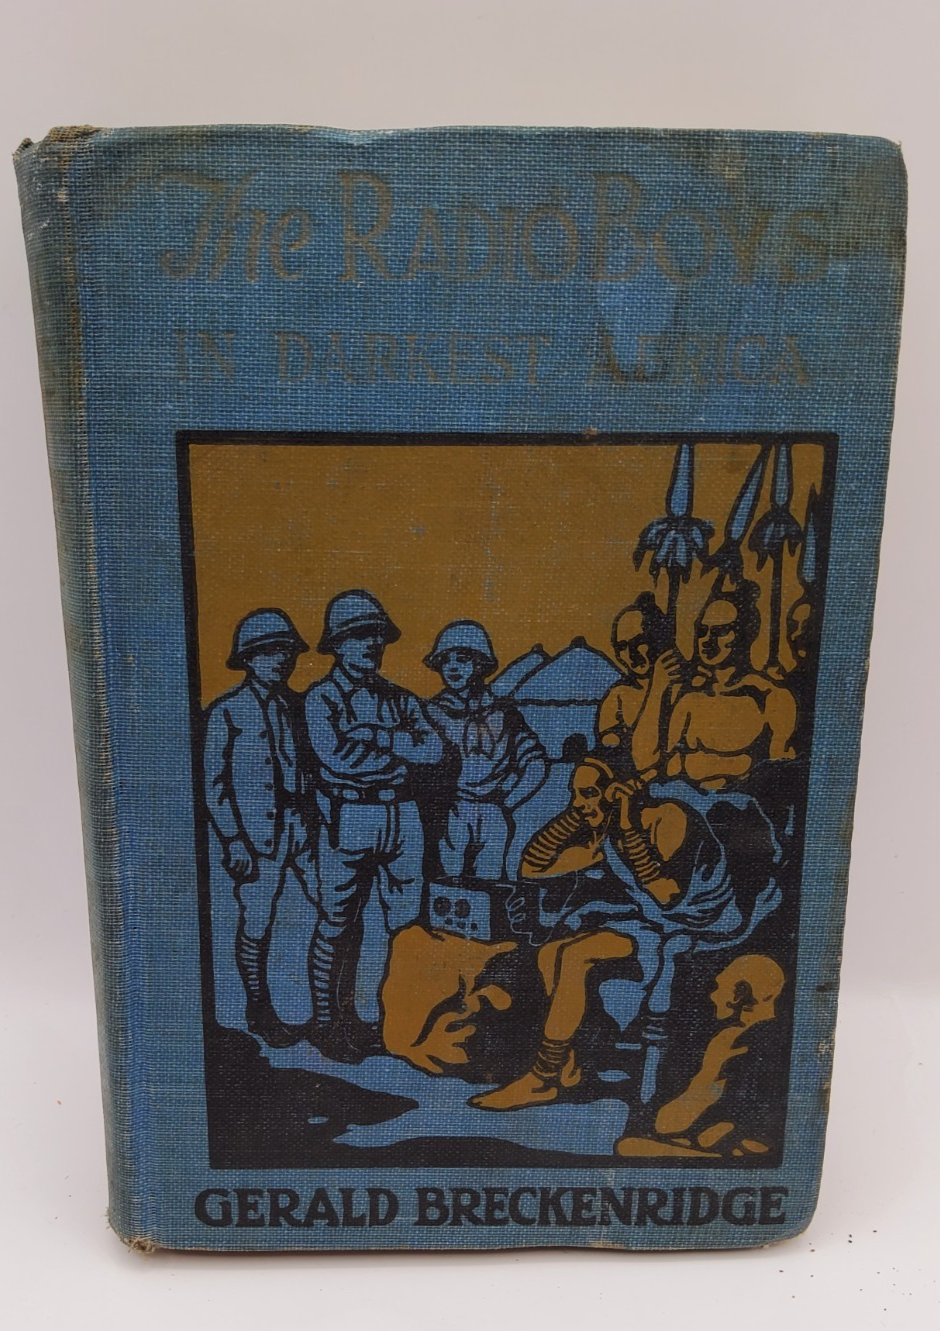 The RADIO BOYS
IN DARKEST AFRICA
GERALD BRECKENRIDGE